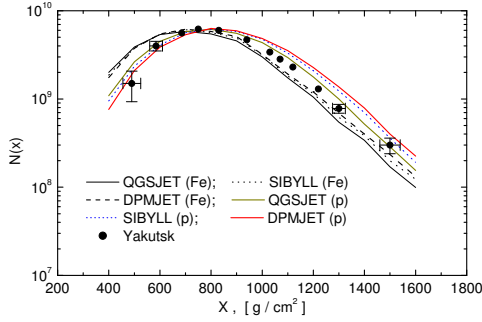 10^10
10^9
10^8
10^7
N(x)
QGSJET (Fe); SIBYLL (Fe)
DPMJET (Fe); QGSJET (p)
SIBYLL (p); DPMJET (p)
Yakutsk
200 400 600 800 1000 1200 1400 1600 1800
X , [ g / cm^2 ]